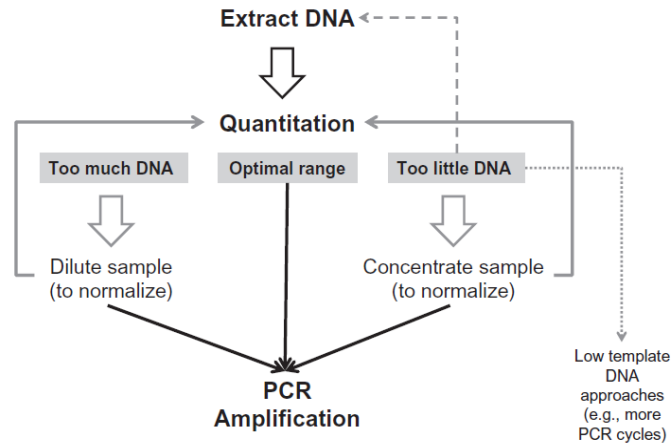 Extract DNA
Quantitation
Too much DNA
Optimal range
Too little DNA
Dilute sample
(to normalize)
Concentrate sample
(to normalize)
Low template
DNA
approaches
(e.g., more
PCR cycles)
PCR
Amplification